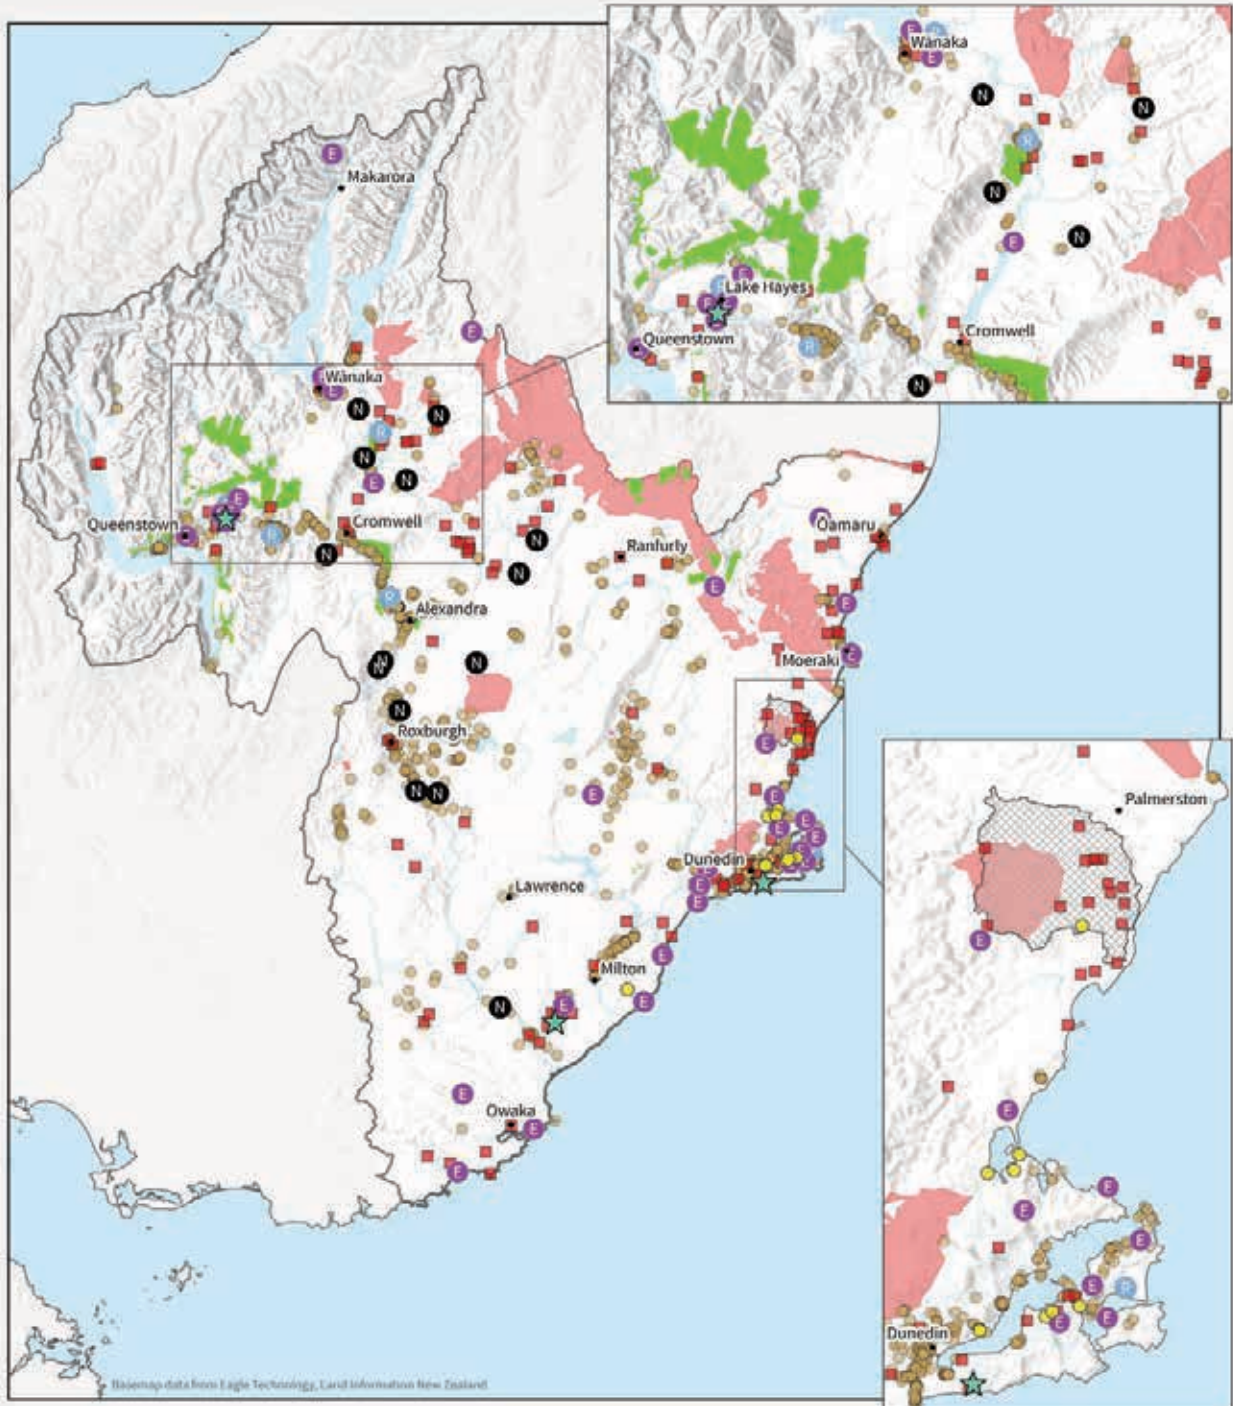 Wānaka
Lake Hayes
Queenstown
Cromwell
Makarora
Wānaka
Queenstown
Cromwell
Ranfurly
Oamaru
Alexandra
Moeraki
Roxburgh
Dunedin
Lawrence
Milton
Owaka
Palmerston
Dunedin
Basemap data from Eagle Technology, Land Information New Zealand